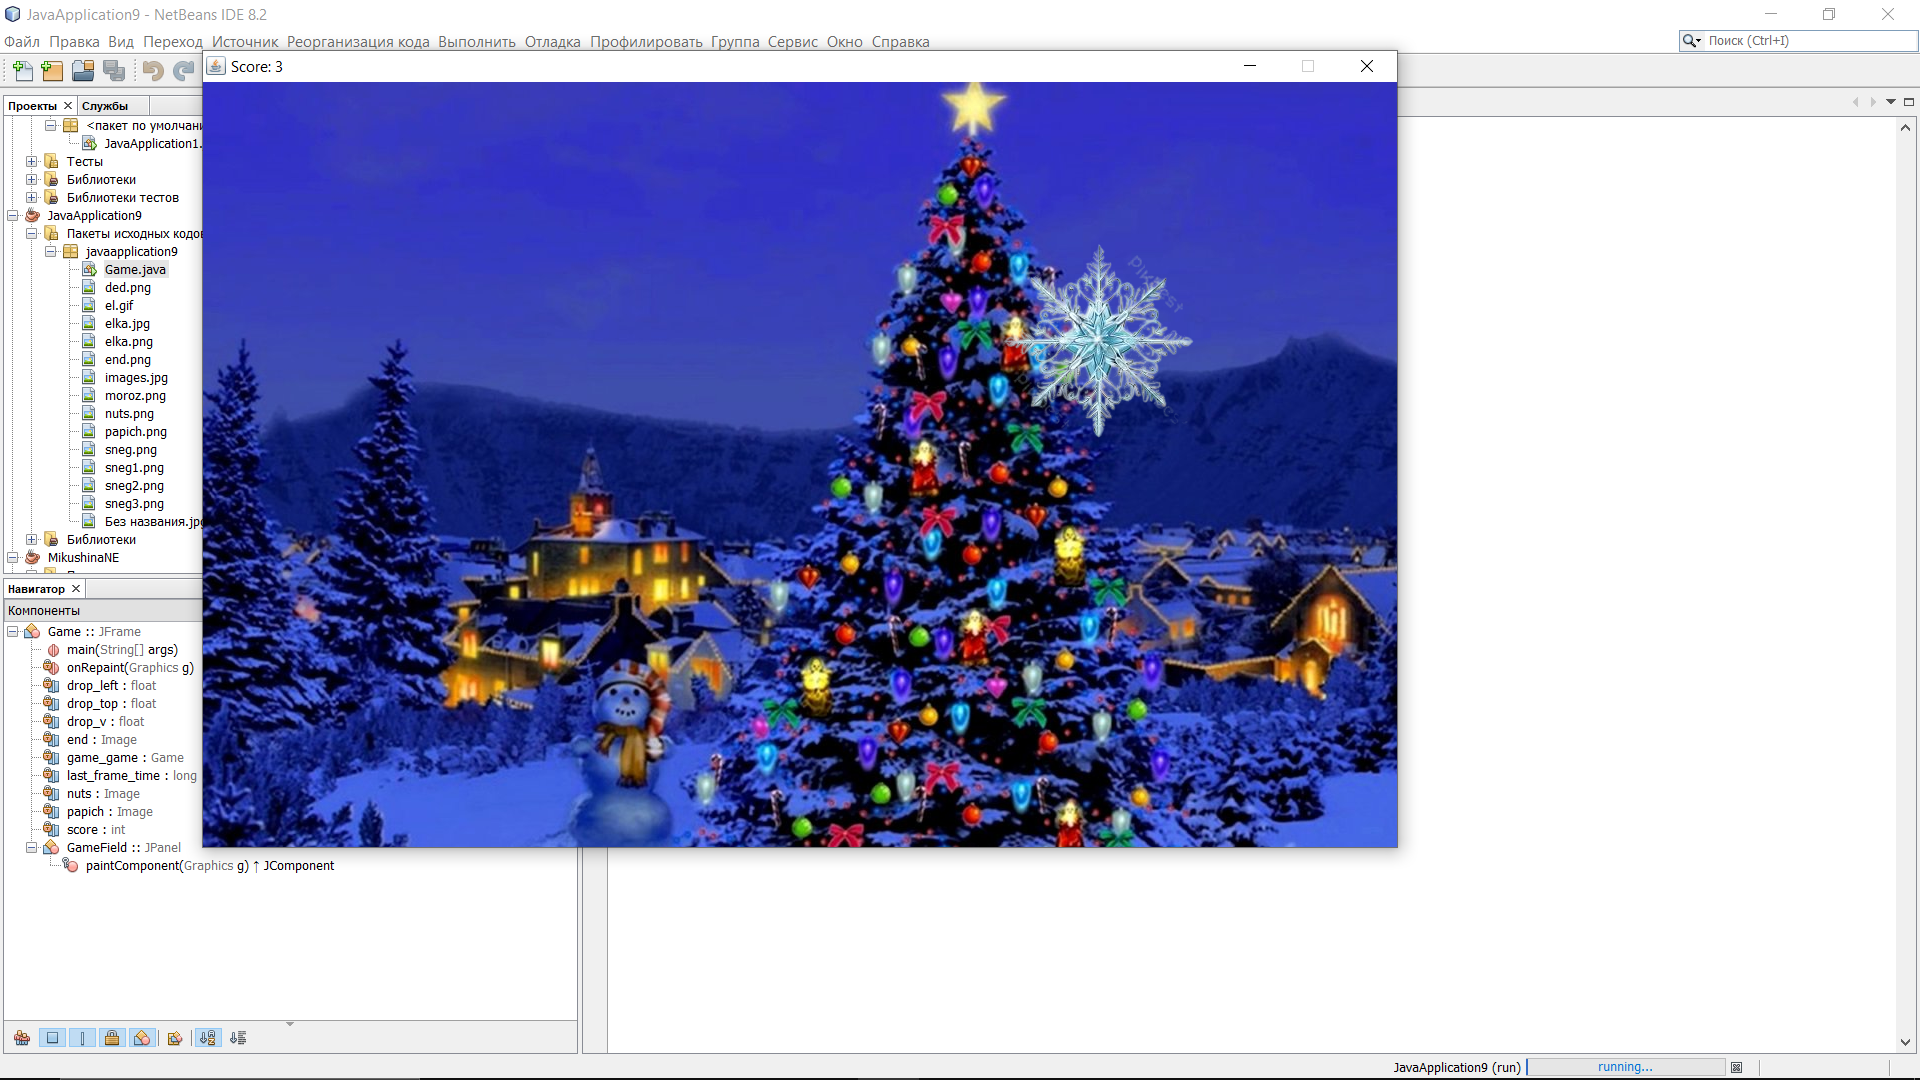 JavaApplication9 - NetBeans IDE 8.2
Файл Правка Вид Переход Источник Реорганизация кода Выполнить Отладка Профилировать Группа Сервис Окно Справка
Поиск (Ctrl+I)
Score: 3
Проекты Службы
<пакет по умолчани
JavaApplication1.
Тесты
Библиотеки
Библиотеки тестов
JavaApplication9
Пакеты исходных кодов
javaapplication9
Game.java
ded.png
el.gif
elka.jpg
elka.png
end.png
images.jpg
moroz.png
nuts.png
papich.png
sneg.png
sneg1.png
sneg2.png
sneg3.png
Без названия.jpg
Библиотеки
MikushinaNE
Навигатор
Компоненты
Game :: JFrame
main(String[] args)
onRepaint(Graphics g)
drop_left : float
drop_top : float
drop_v : float
end : Image
game_game : Game
last_frame_time : long
nuts : Image
papich : Image
score : int
GameField :: JPanel
paintComponent(Graphics g) ↑ JComponent
JavaApplication9 (run) running...